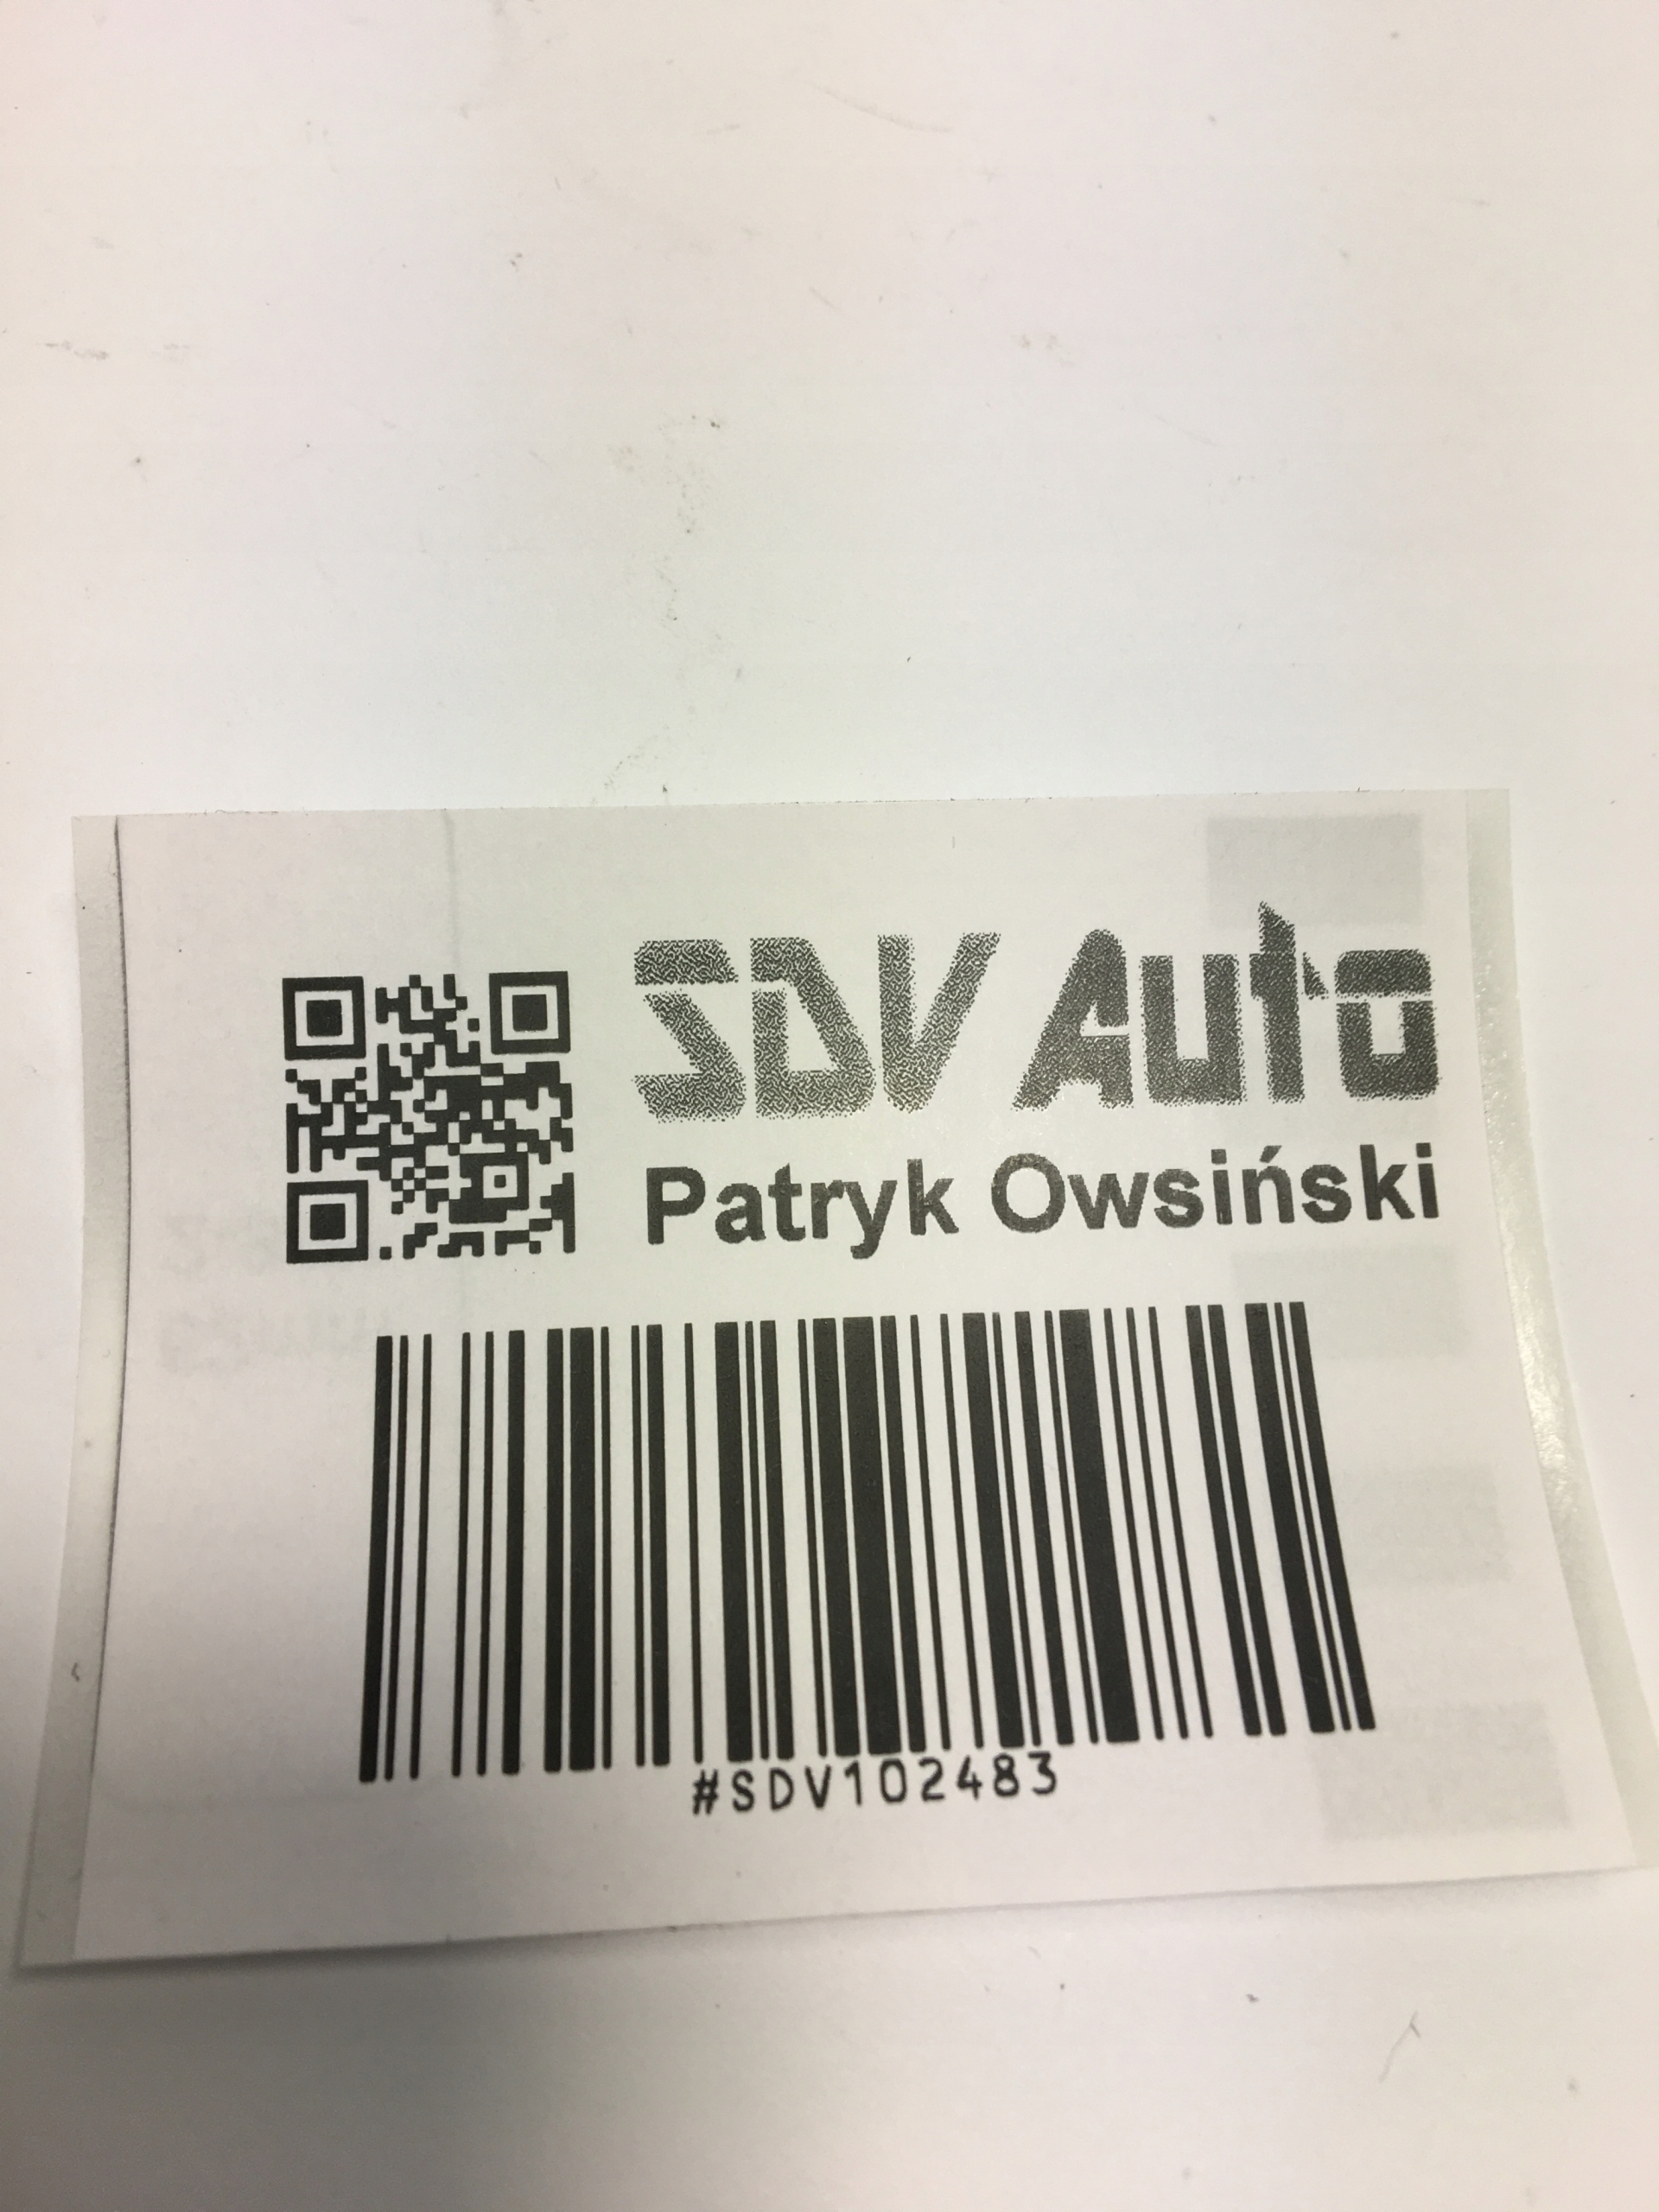 SDV Auto
Patryk Owsiński
#SDV102483